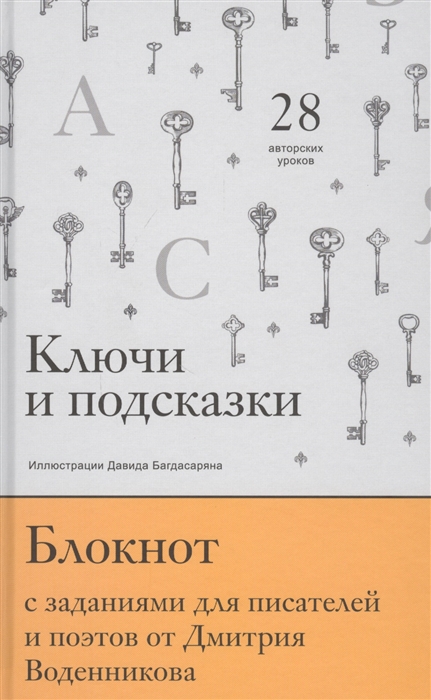 А
С
Я
28
авторских
уроков
С
Ключи
и подсказки
Иллюстрации Давида Багдасаряна
Блокнот
с заданиями для писателей
и поэтов от Дмитрия
Воденникова